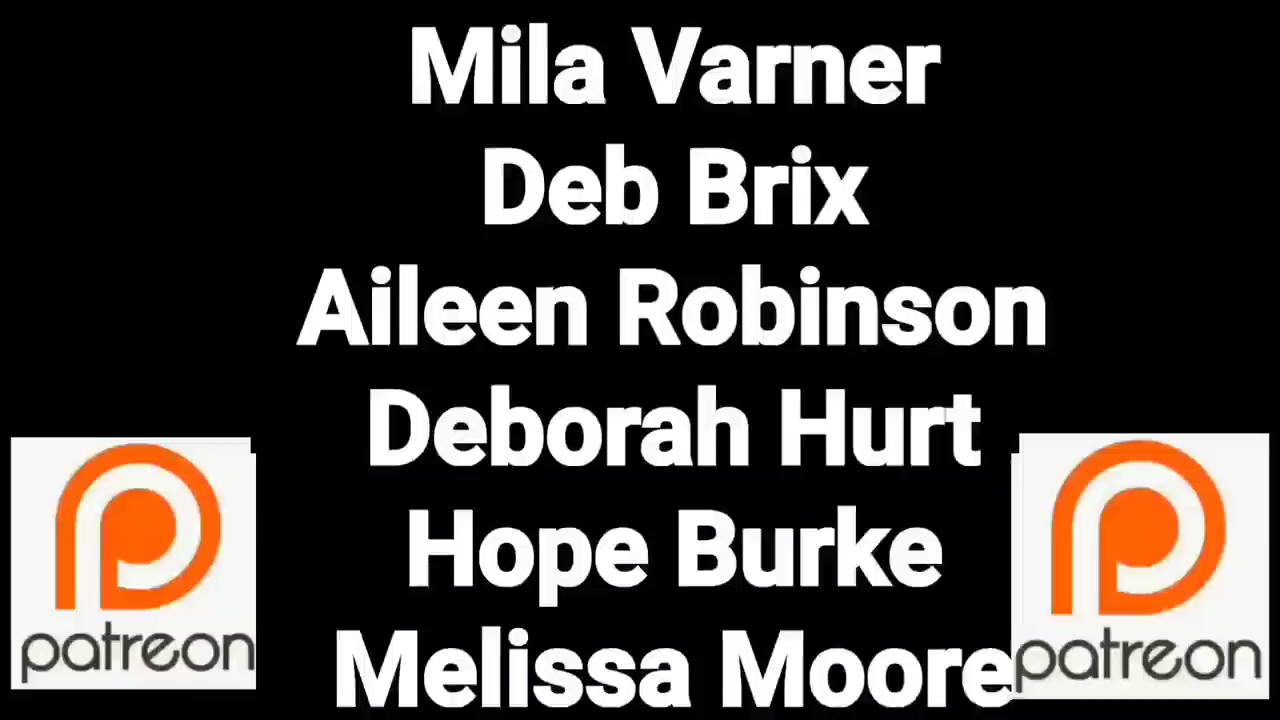 Mila Varner
Deb Brix
Aileen Robinson
Deborah Hurt
Hope Burke
Melissa Moore
patreon
patreon